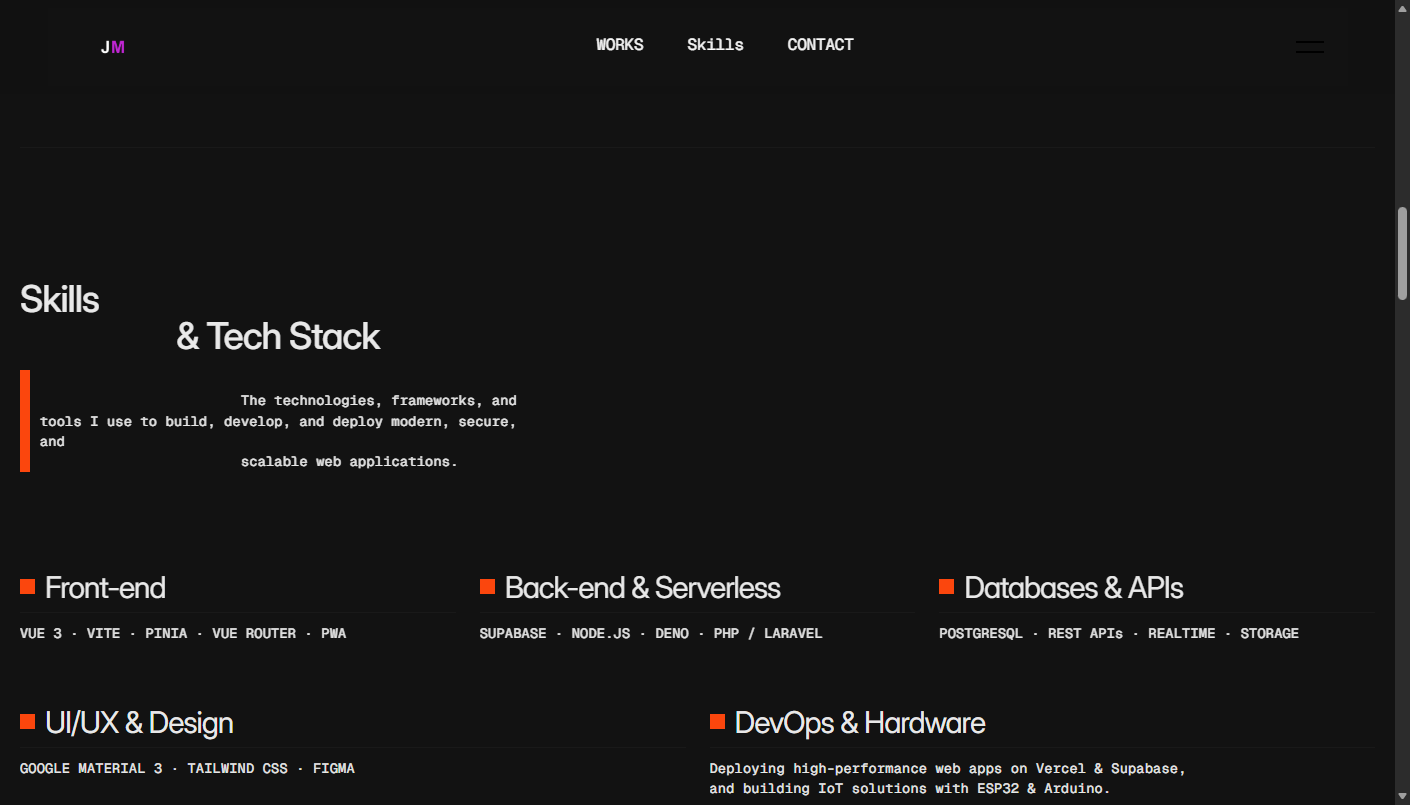 JM
WORKS Skills CONTACT
Skills
& Tech Stack
The technologies, frameworks, and
tools I use to build, develop, and deploy modern, secure,
and
scalable web applications.
Front-end
VUE 3 · VITE · PINIA · VUE ROUTER · PWA
Back-end & Serverless
SUPABASE · NODE.JS · DENO · PHP / LARAVEL
Databases & APIs
POSTGRESQL · REST APIs · REALTIME · STORAGE
UI/UX & Design
GOOGLE MATERIAL 3 · TAILWIND CSS · FIGMA
DevOps & Hardware
Deploying high-performance web apps on Vercel & Supabase,
and building IoT solutions with ESP32 & Arduino.